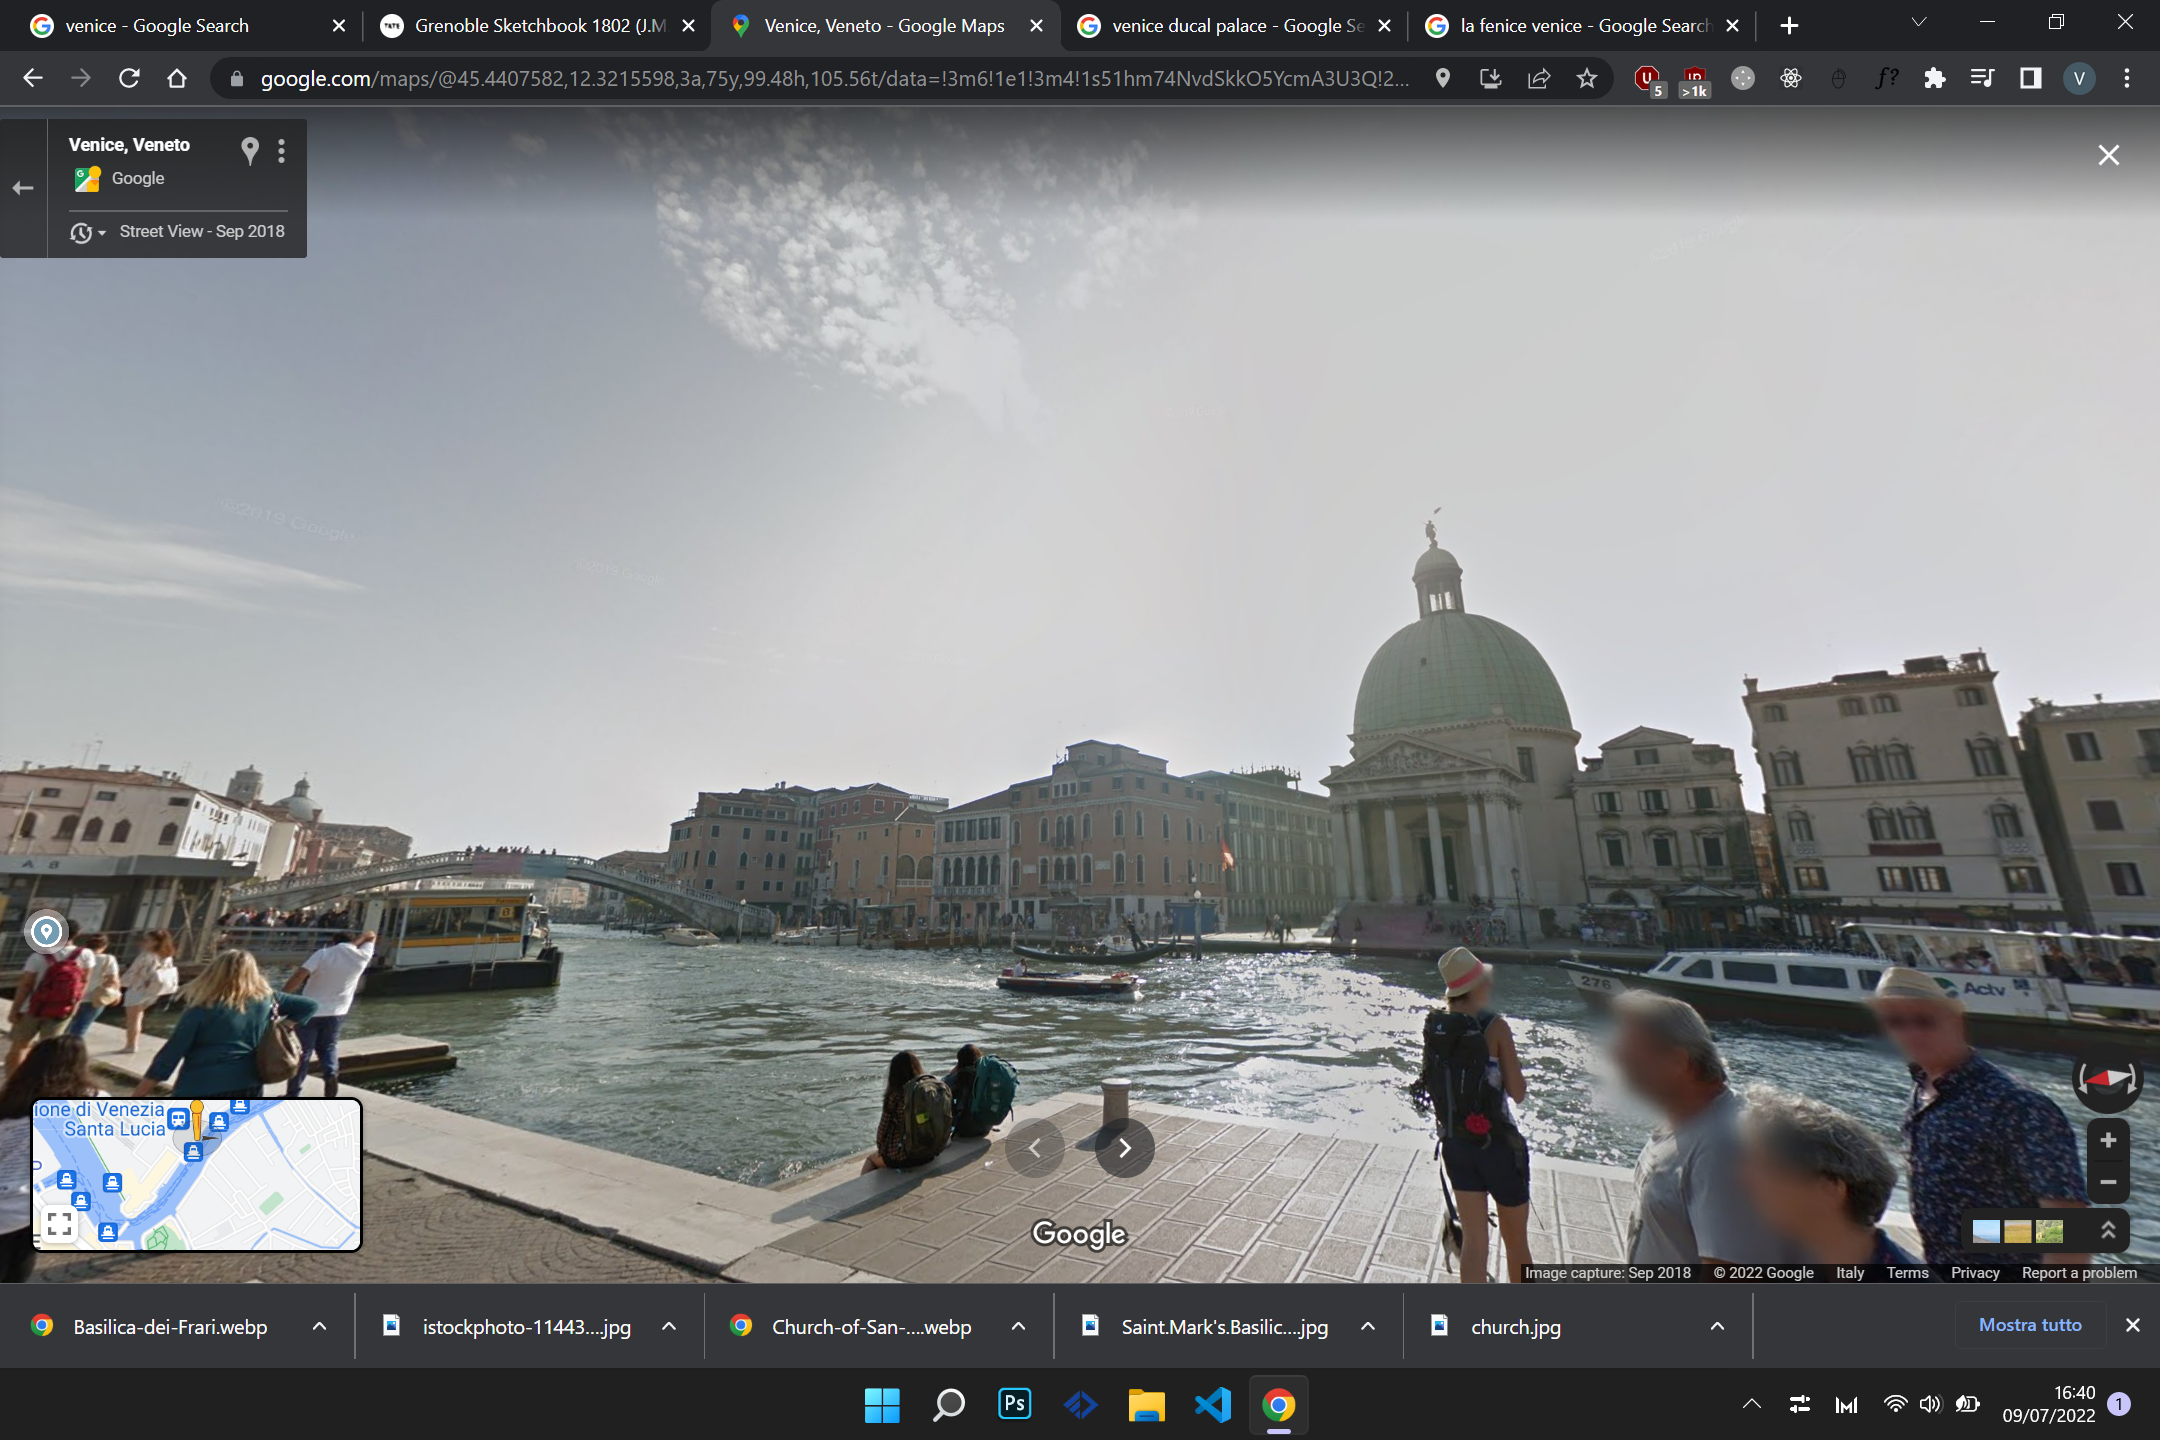 venice - Google Search
Grenoble Sketchbook 1802 (J.M
Venice, Veneto - Google Maps
venice ducal palace - Google Se
la fenice venice - Google Search
google.com/maps/@45.4407582,12.3215598,3a,75y,99.48h,105.56t/data=!3m6!1e1!3m4!1s51hm74NvdSkkO5YcmA3U3Q!2...
5
>1k
f?
V
Venice, Veneto
Google
Street View - Sep 2018
©2019 Google
A B
276
Actv
ione di Venezia
Santa Lucia
Google
Image capture: Sep 2018 © 2022 Google Italy Terms Privacy Report a problem
Basilica-dei-Frari.webp
istockphoto-11443....jpg
Church-of-San-....webp
Saint.Mark's.Basilic....jpg
church.jpg
Mostra tutto
Ps
16:40
09/07/2022
1